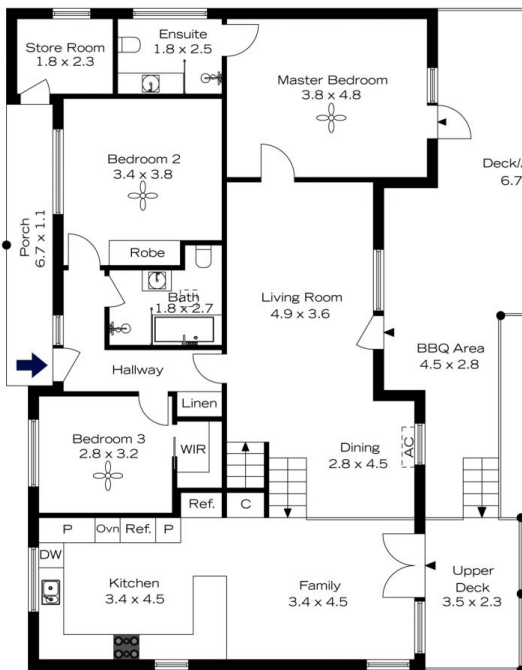 Store Room
1.8 x 2.3
Ensuite
1.8 x 2.5
Master Bedroom
3.8 x 4.8
Bedroom 2
3.4 x 3.8
Deck/
6.7
Porch
6.7 x 1.1
Robe
Bath
1.8 x 2.7
Living Room
4.9 x 3.6
BBQ Area
4.5 x 2.8
Hallway
Linen
Bedroom 3
2.8 x 3.2
WIR
Dining
2.8 x 4.5
AC
Ref.
C
P
Ovn
Ref.
P
DW
Kitchen
3.4 x 4.5
Family
3.4 x 4.5
Upper
Deck
3.5 x 2.3